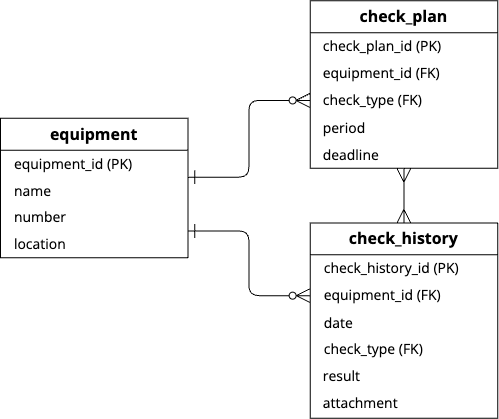 check_plan
check_plan_id (PK)
equipment_id (FK)
check_type (FK)
period
deadline
equipment
equipment_id (PK)
name
number
location
check_history
check_history_id (PK)
equipment_id (FK)
date
check_type (FK)
result
attachment